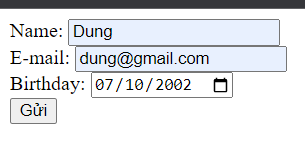 Name: Dung
E-mail: dung@gmail.com
Birthday: 07/10/2002
Gửi